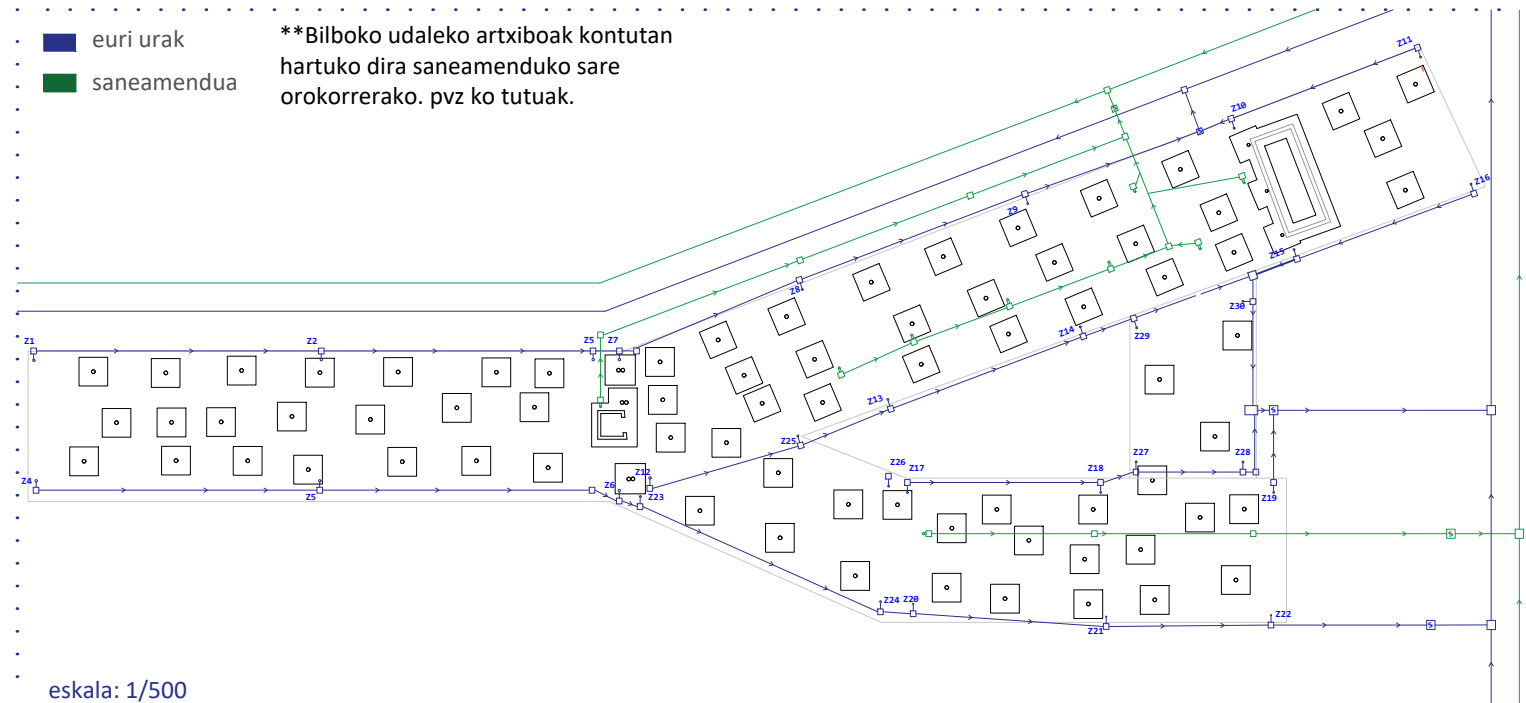 euri urak
saneamendua
**Bilboko udaleko artxiboak kontutan
hartuko dira saneamenduko sare
orokorrerako. pvz ko tutuak.
Z11
Z10
Z16
Z9
Z15
Z8
Z30
Z14
Z29
Z1
Z2
Z5
Z7
Z13
Z25
Z12
Z26
Z17
Z18
Z27
Z28
Z4
Z5
Z6
Z23
Z19
S
S
S
S
S
Z24
Z20
Z21
Z22
eskala: 1/500